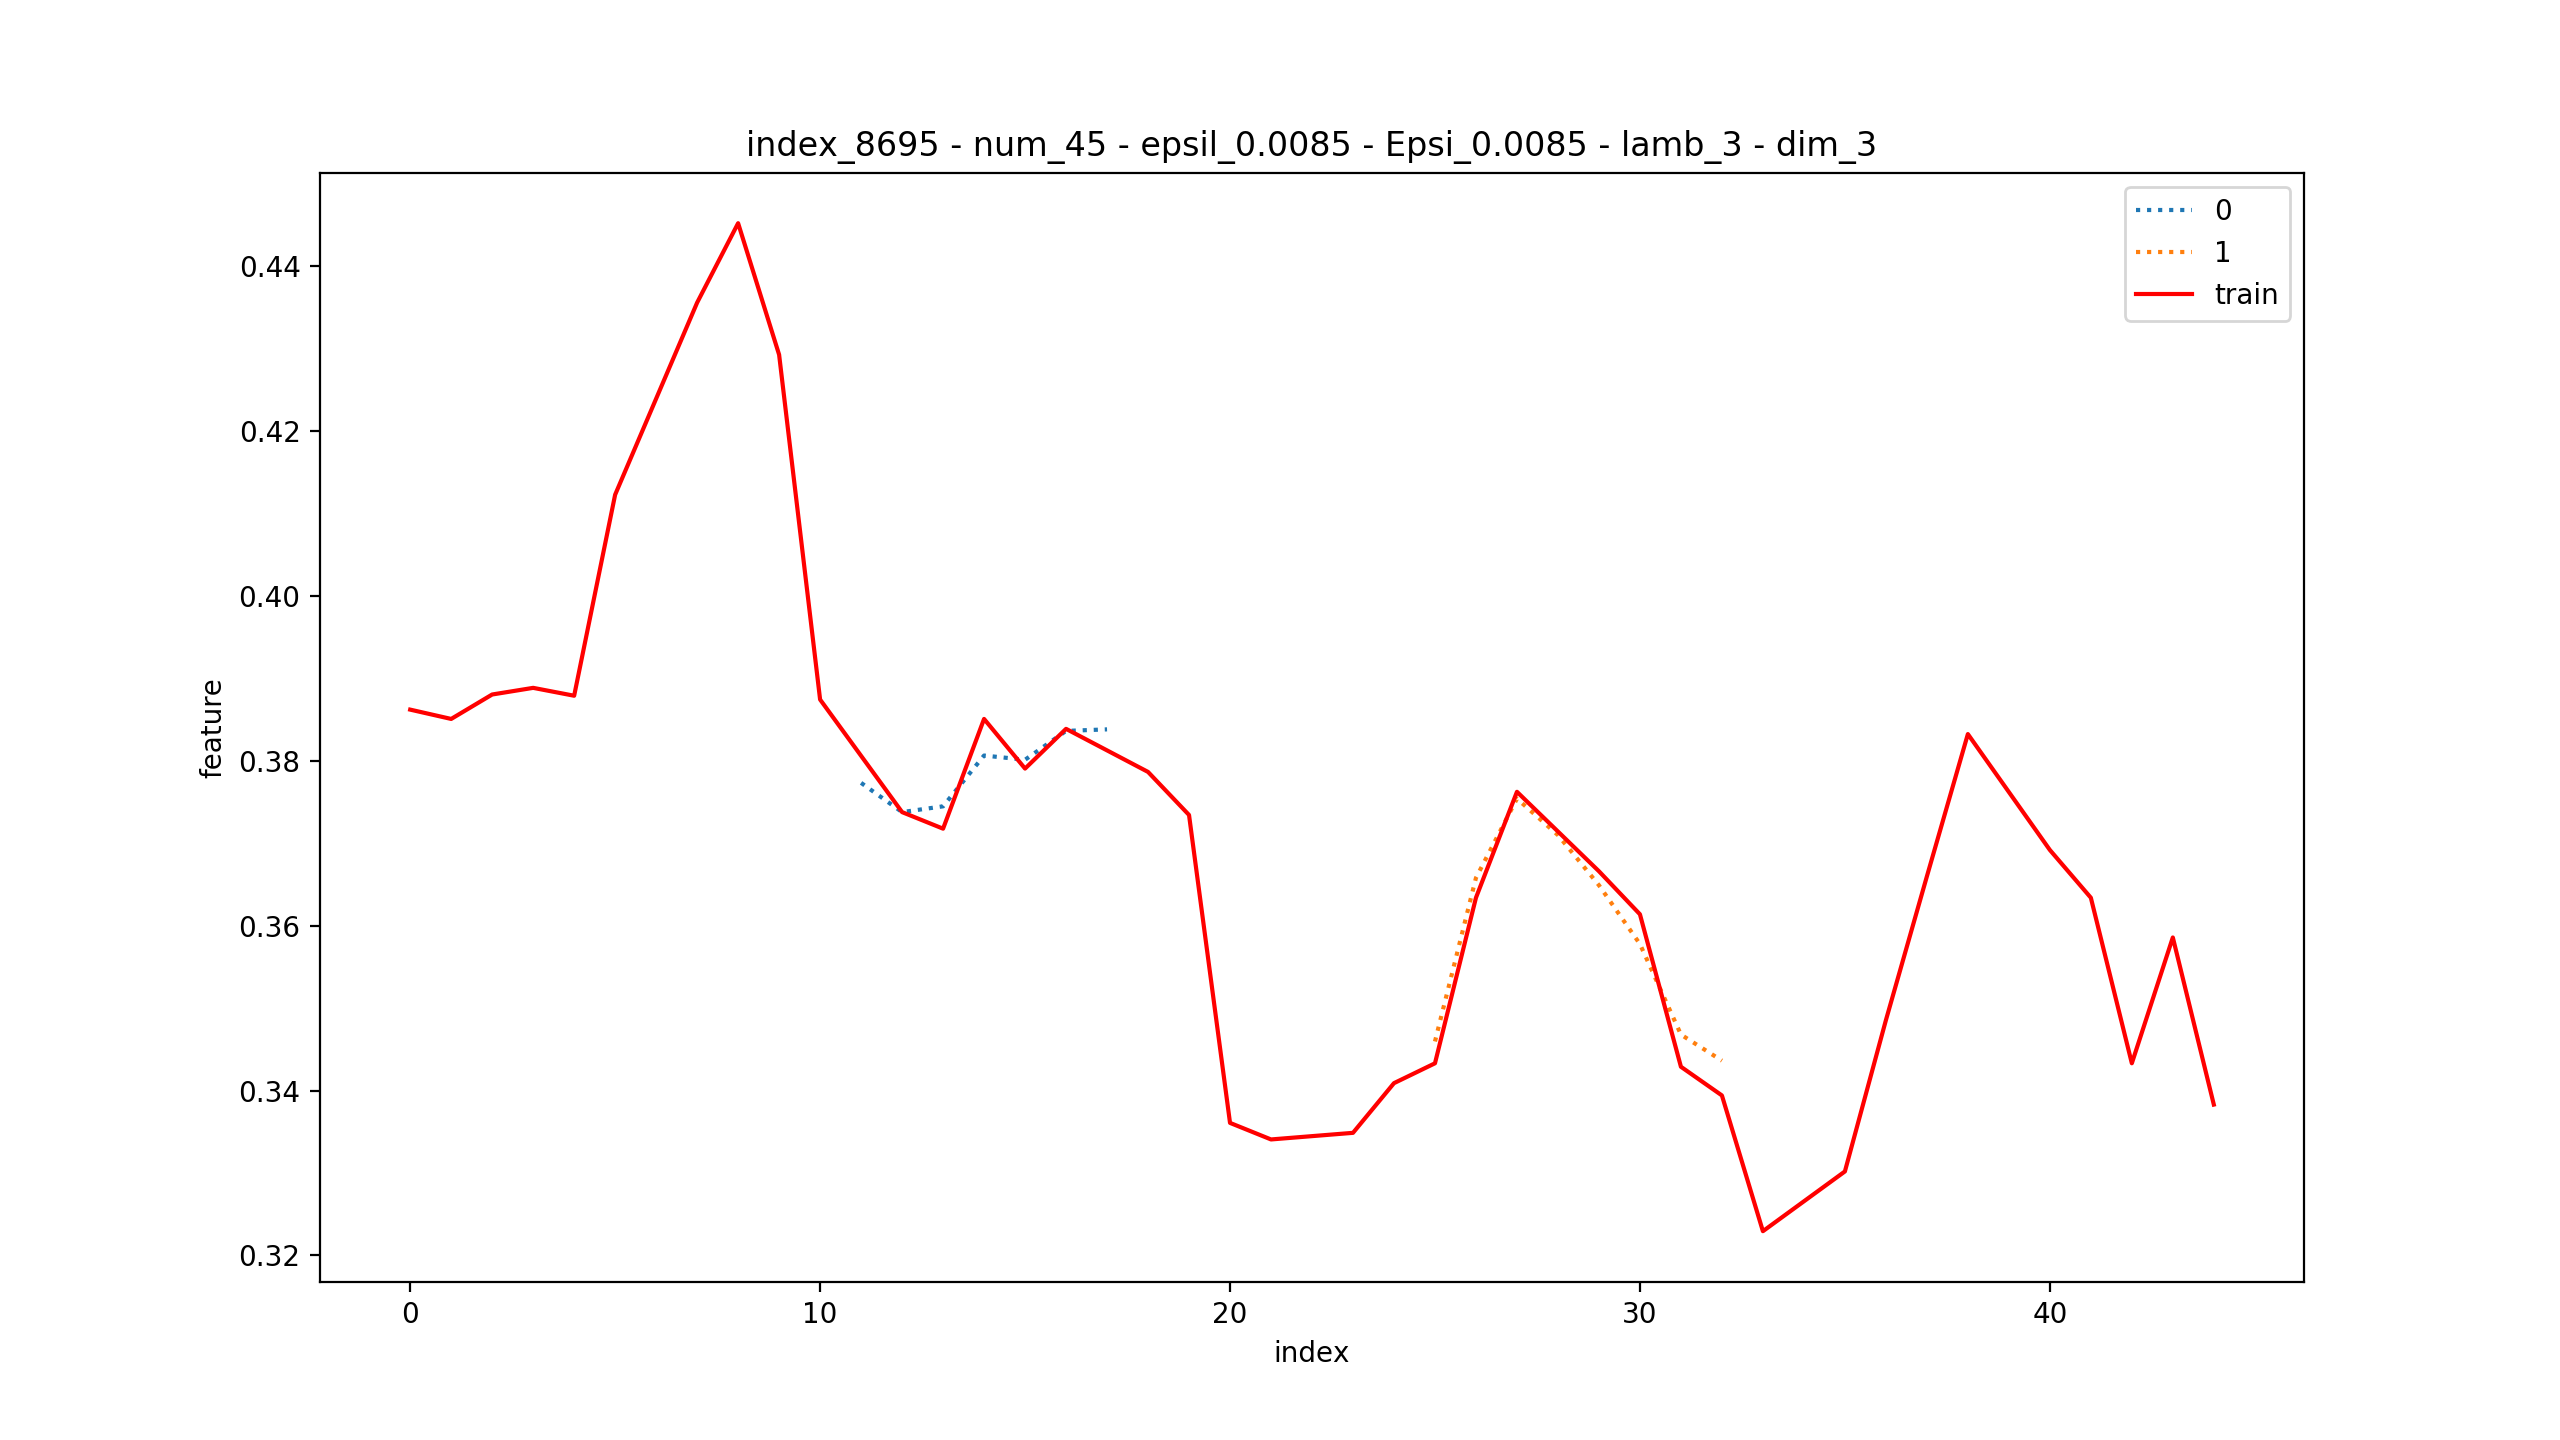 index_8695 - num_45 - epsil_0.0085 - Epsi_0.0085 - lamb_3 - dim_3
0
1
train
0.44
0.42
0.40
0.38
0.36
0.34
0.32
feature
0 10 20 30 40
index